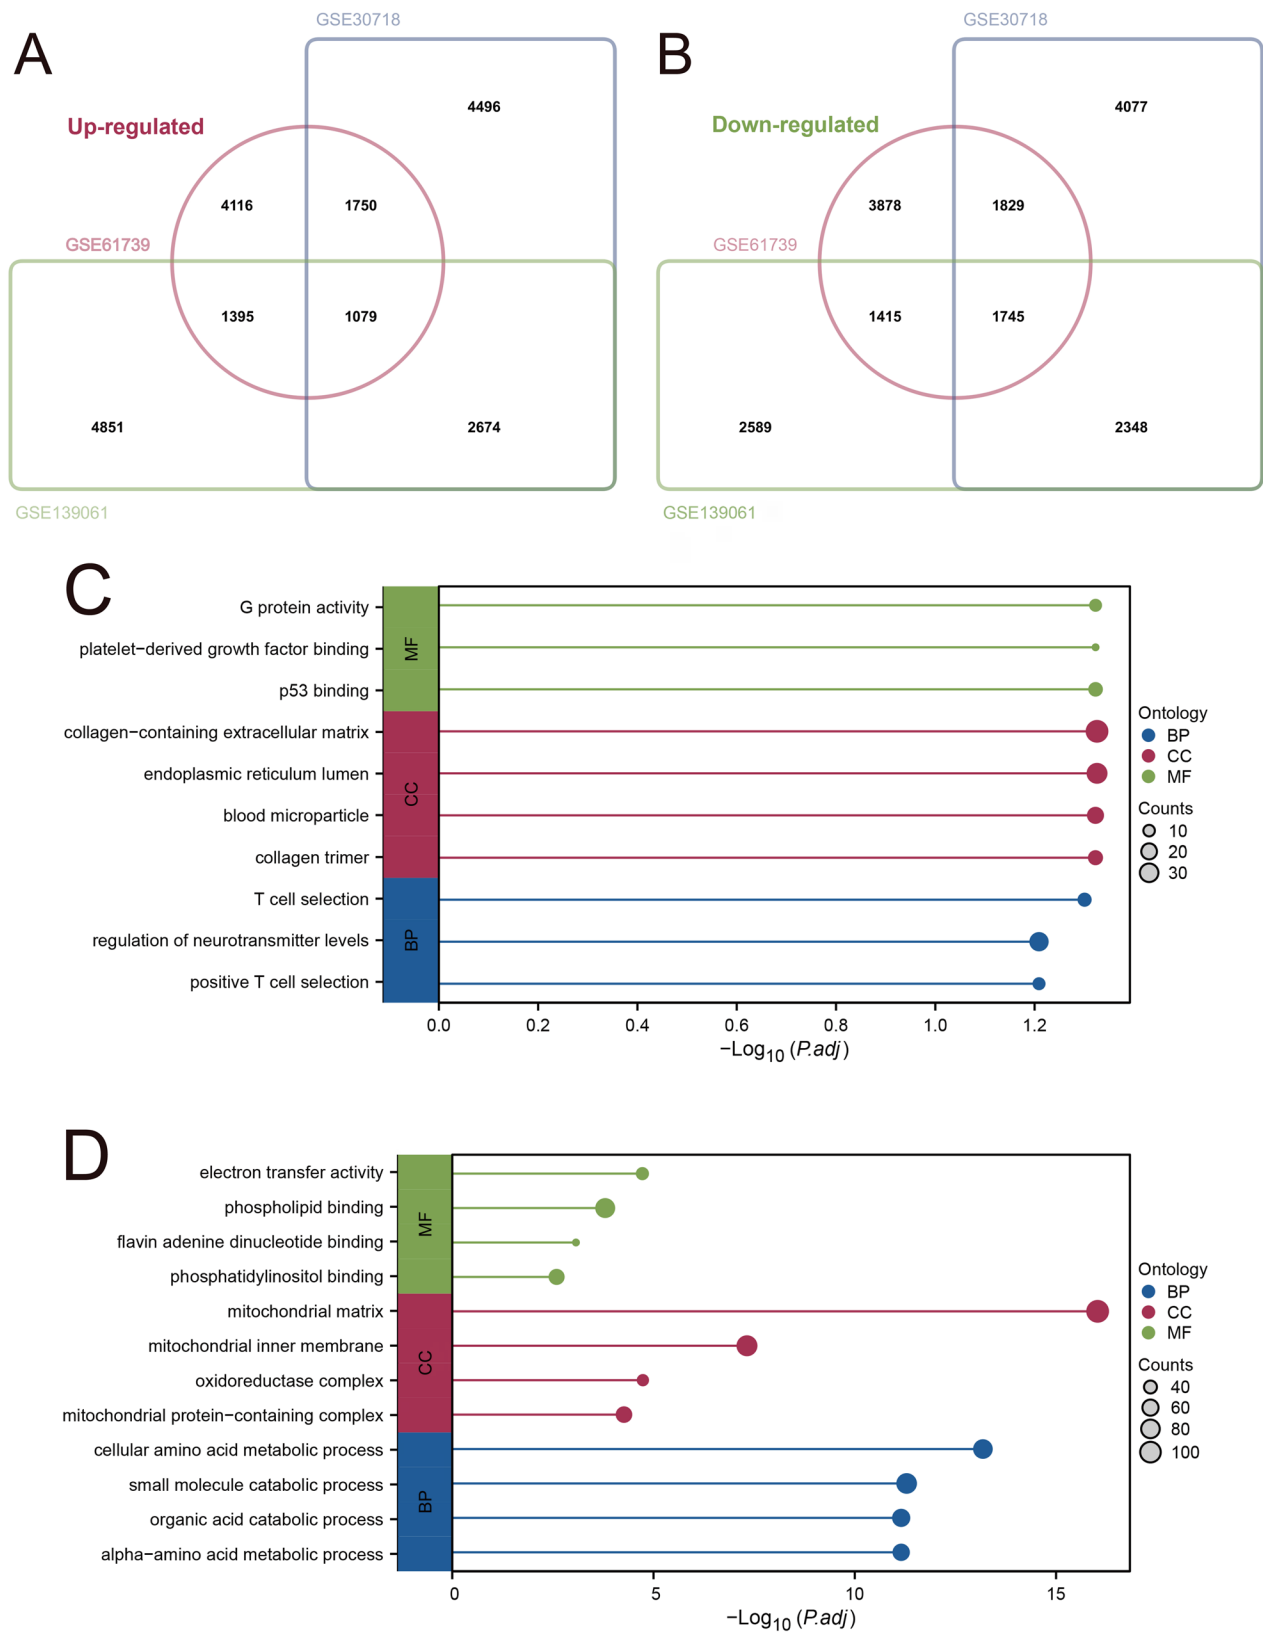 A
GSE30718
Up-regulated
4496
4116
1750
GSE61739
1395
1079
4851
2674
GSE139061
B
GSE30718
Down-regulated
4077
3878
1829
GSE61739
1415
1745
2589
2348
GSE139061
C
G protein activity
platelet−derived growth factor binding
p53 binding
collagen−containing extracellular matrix
endoplasmic reticulum lumen
blood microparticle
collagen trimer
T cell selection
regulation of neurotransmitter levels
positive T cell selection
MF
CC
BP
0.0 0.2 0.4 0.6 0.8 1.0 1.2
−Log10 (P.adj)
Ontology
BP
CC
MF
Counts
10
20
30
D
electron transfer activity
phospholipid binding
flavin adenine dinucleotide binding
phosphatidylinositol binding
mitochondrial matrix
mitochondrial inner membrane
oxidoreductase complex
mitochondrial protein−containing complex
cellular amino acid metabolic process
small molecule catabolic process
organic acid catabolic process
alpha−amino acid metabolic process
MF
CC
BP
0 5 10 15
−Log10 (P.adj)
Ontology
BP
CC
MF
Counts
40
60
80
100